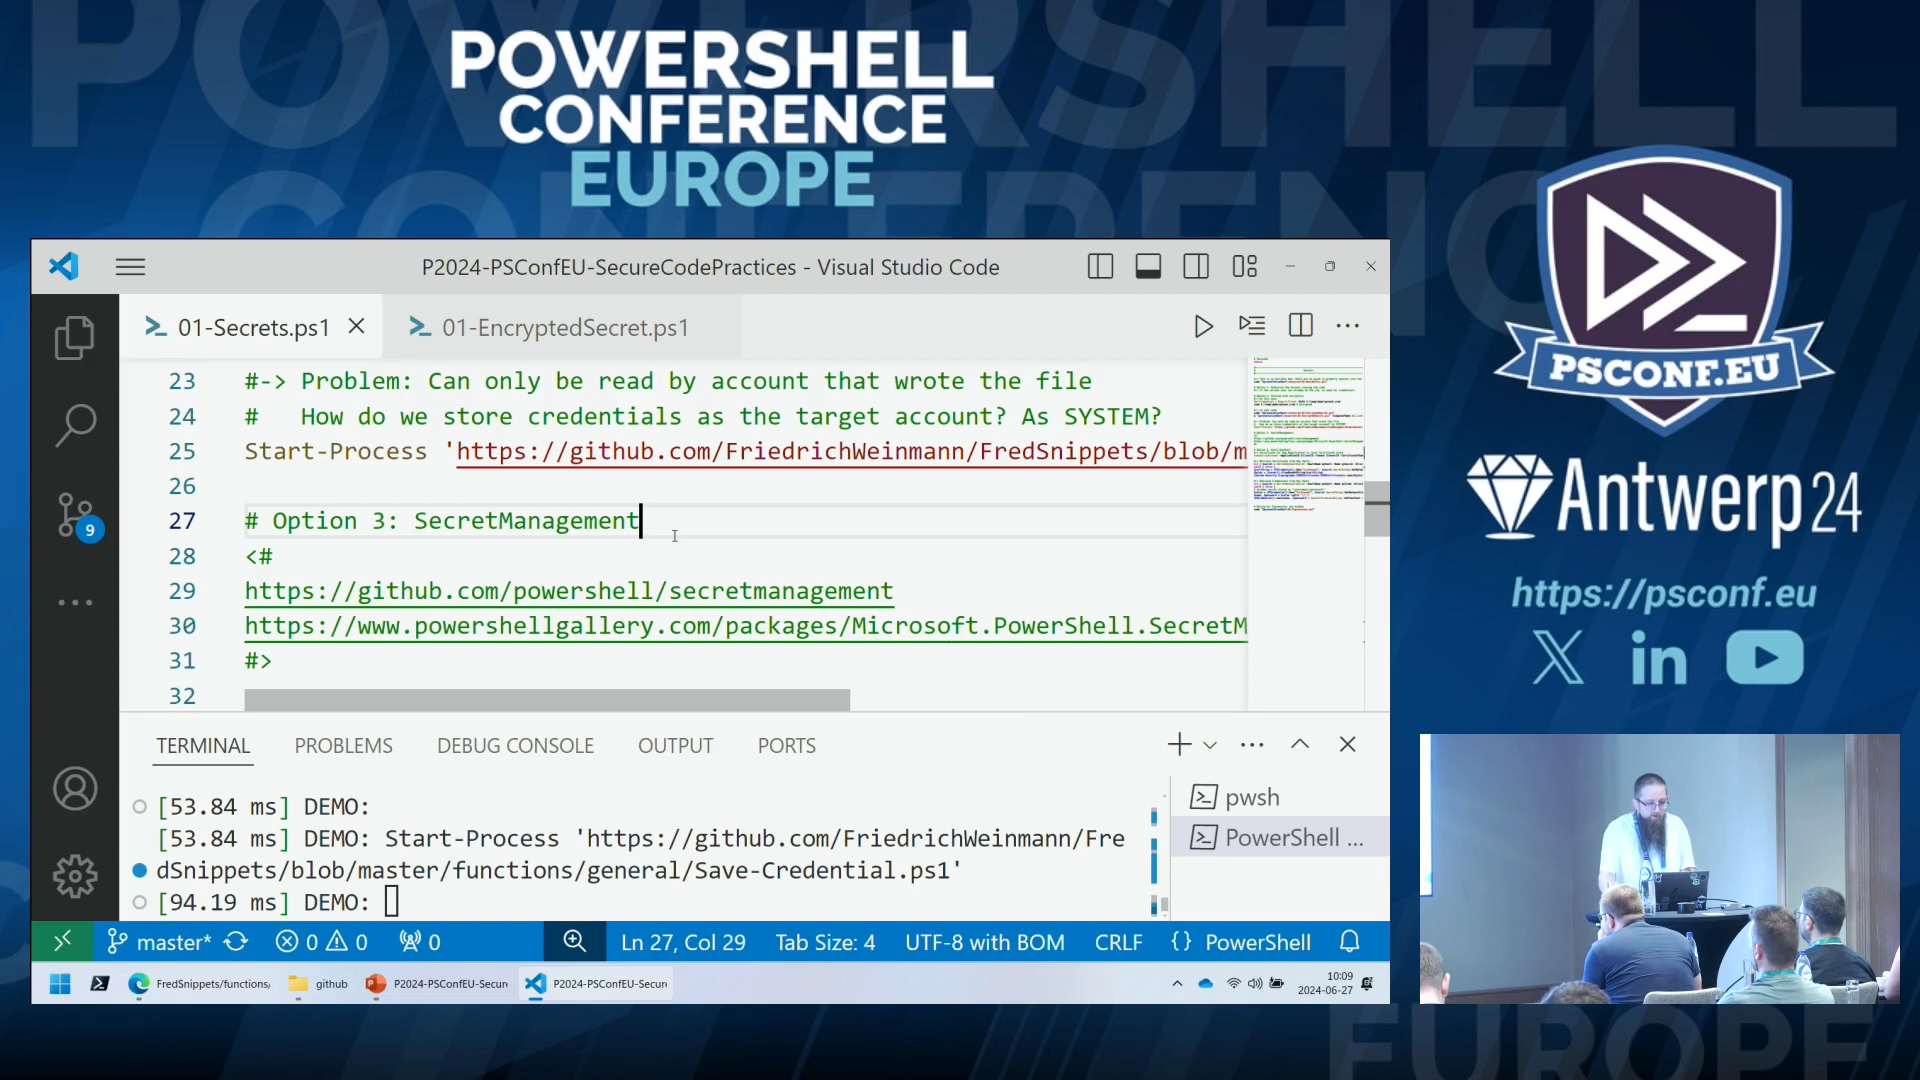 POWERSHELL
CONFERENCE
EUROPE
P2024-PSConfEU-SecureCodePractices - Visual Studio Code
01-Secrets.ps1
01-EncryptedSecret.ps1
23 #-> Problem: Can only be read by account that wrote the file
24 #   How do we store credentials as the target account? As SYSTEM?
25 Start-Process 'https://github.com/FriedrichWeinmann/FredSnippets/blob/m
26
27 # Option 3: SecretManagement
28 <#
29 https://github.com/powershell/secretmanagement
30 https://www.powershellgallery.com/packages/Microsoft.PowerShell.SecretM
31 #>
32
TERMINAL PROBLEMS DEBUG CONSOLE OUTPUT PORTS
[53.84 ms] DEMO:
[53.84 ms] DEMO: Start-Process 'https://github.com/FriedrichWeinmann/Fre
dSnippets/blob/master/functions/general/Save-Credential.ps1'
[94.19 ms] DEMO:
pwsh
PowerShell ...
9
master* 0 0 0 Ln 27, Col 29 Tab Size: 4 UTF-8 with BOM CRLF {} PowerShell
FredSnippets/functions/ github P2024-PSConfEU-Secur P2024-PSConfEU-Secur
10:09
2024-06-27
PSCONF.EU
Antwerp 24
https://psconf.eu
X in
EUROPE